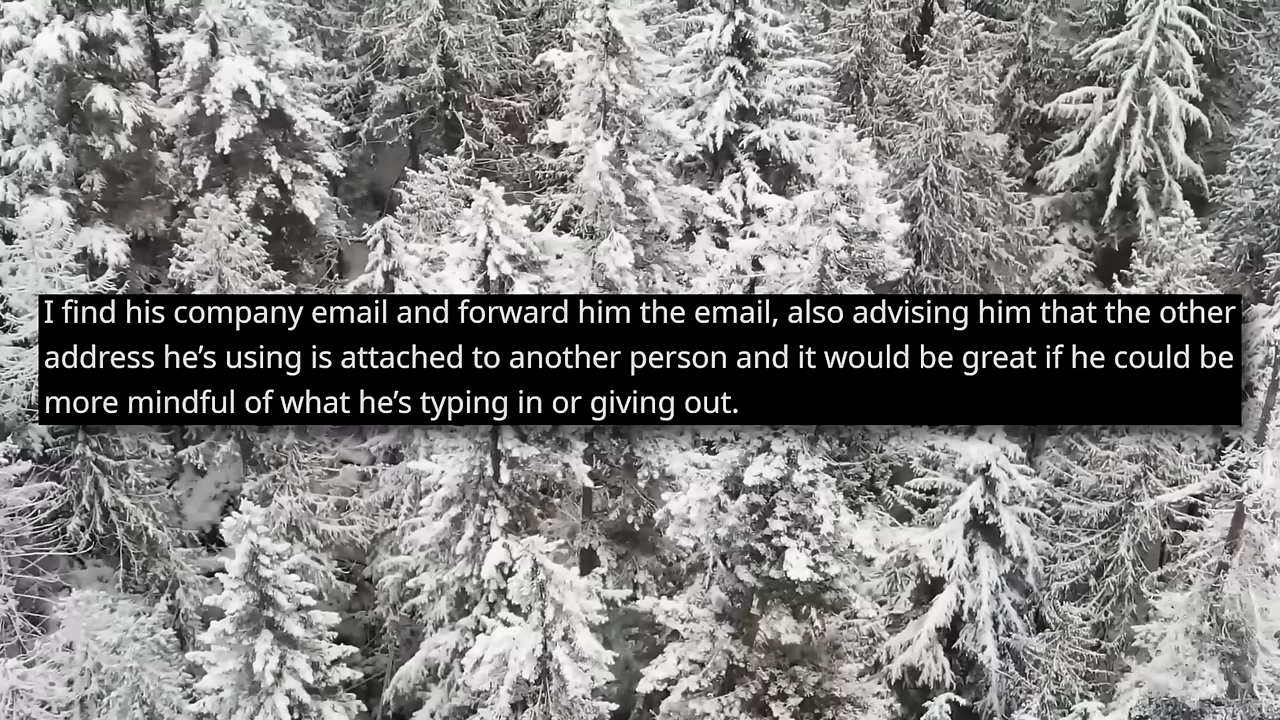 I find his company email and forward him the email, also advising him that the other
address he’s using is attached to another person and it would be great if he could be
more mindful of what he’s typing in or giving out.